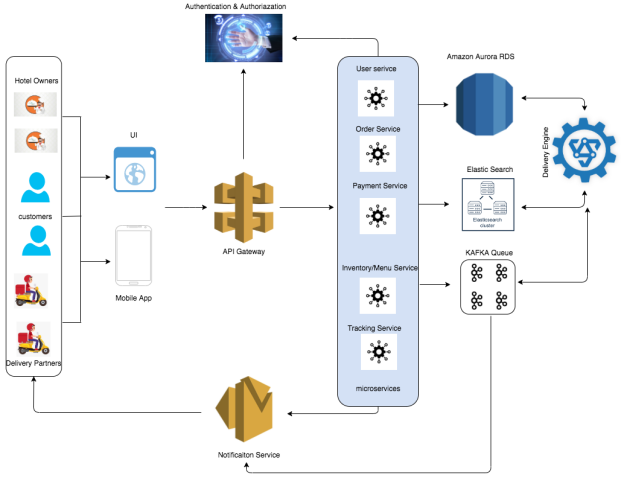 Authentication & Authoriazation
Hotel Owners
User serivce
Amazon Aurora RDS
UI
Order Service
Delivery Engine
Payment Service
Elastic Search
customers
Elasticsearch
cluster
API Gateway
KAFKA Queue
Inventory/Menu Service
Mobile App
Tracking Service
Delivery Partners
microservices
Notificaiton Service